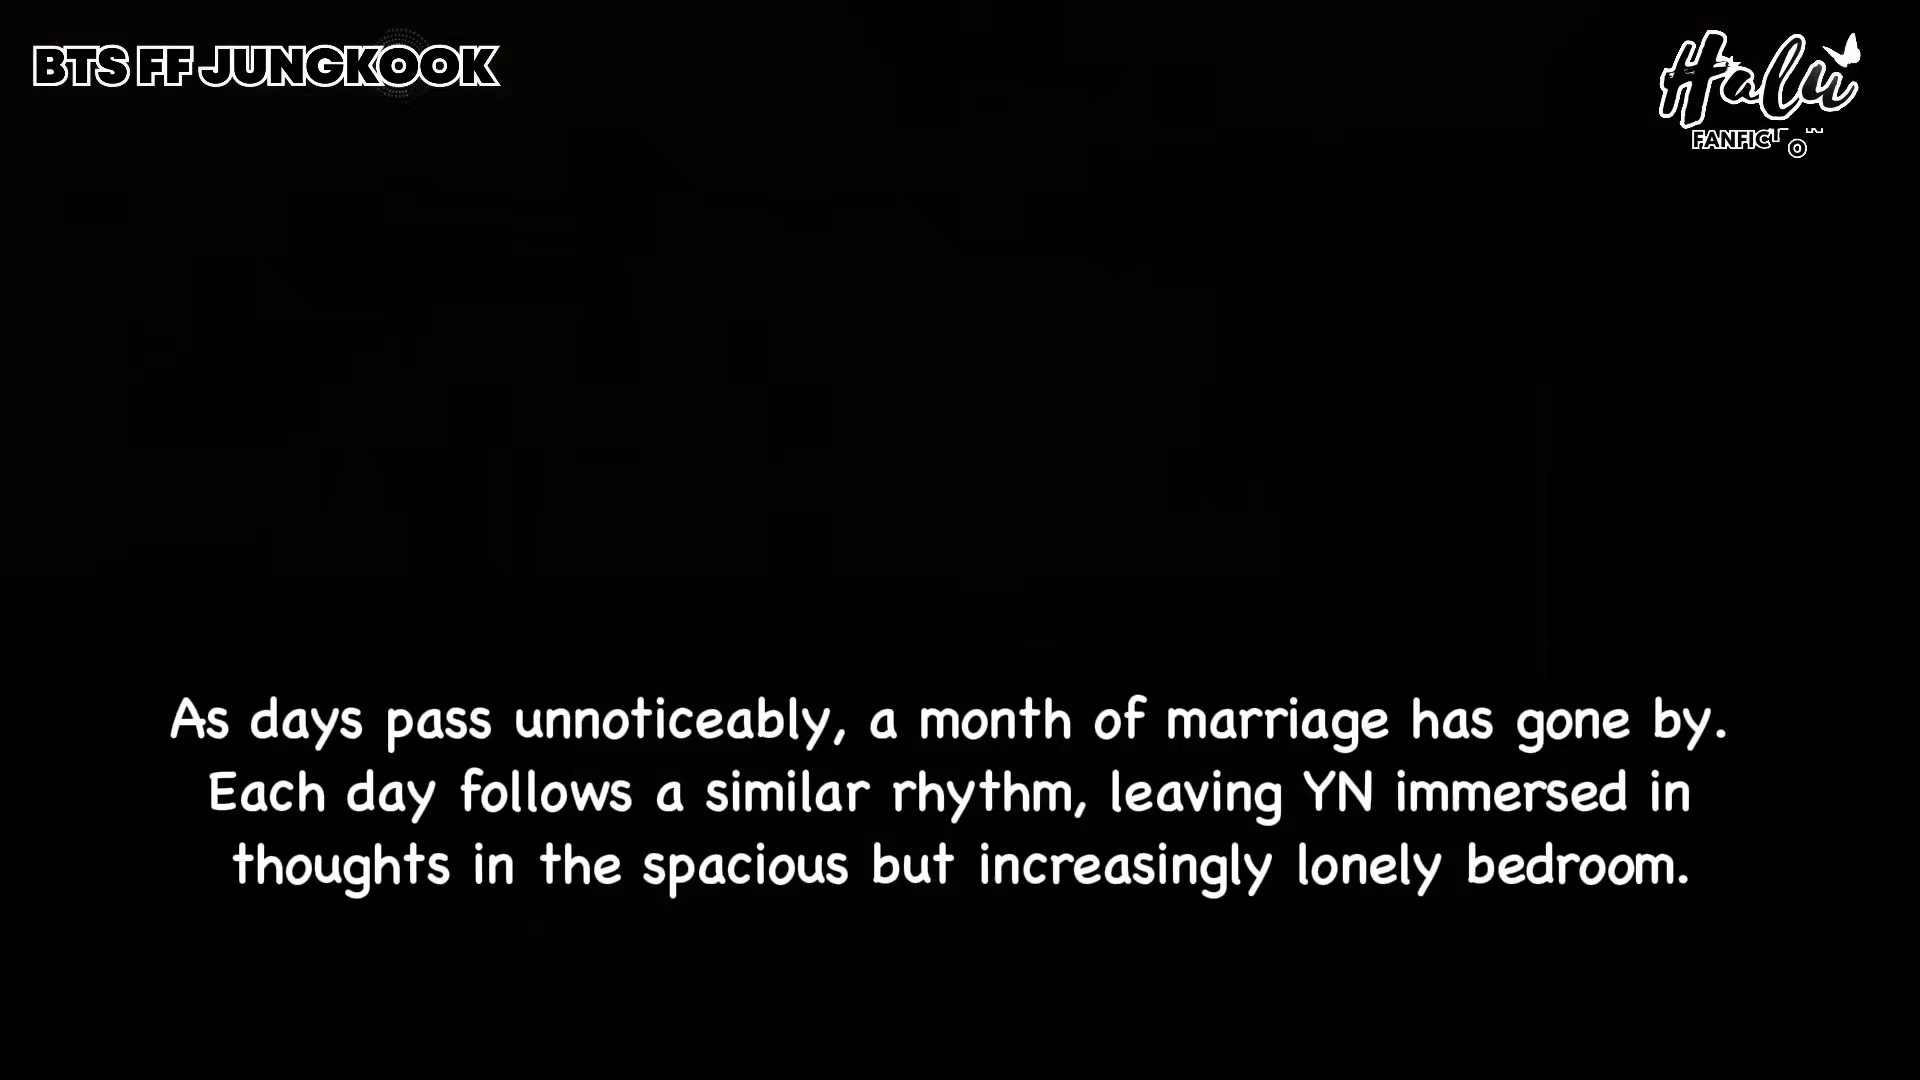 BTS FF JUNGKOOK
Halu
As days pass unnoticeably, a month of marriage has gone by.
Each day follows a similar rhythm, leaving YN immersed in
thoughts in the spacious but increasingly lonely bedroom.